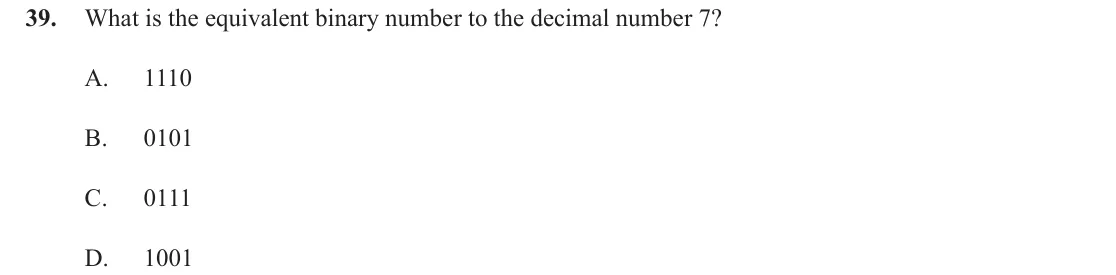 39. What is the equivalent binary number to the decimal number 7?
A. 1110
B. 0101
C. 0111
D. 1001